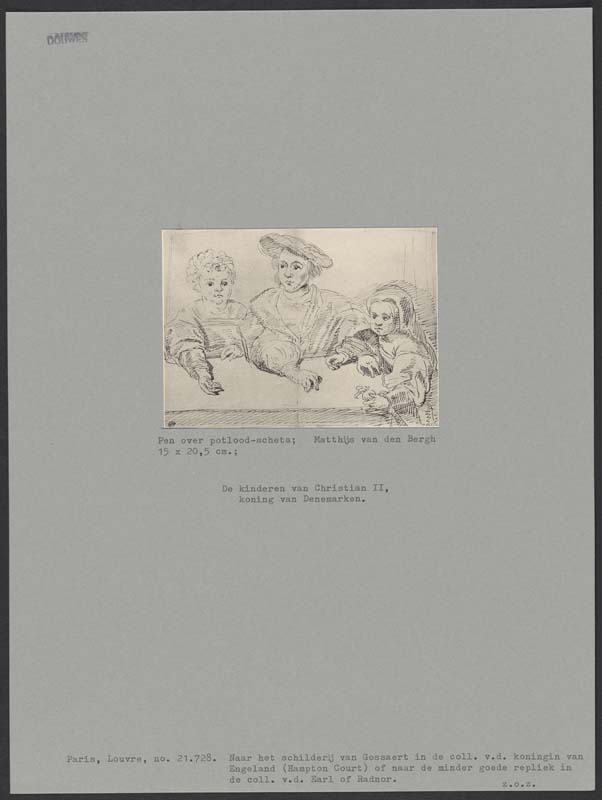 DOUWES
Pen over potlood-schets;   Matthijs van den Bergh
15 x 20,5 cm.;
De kinderen van Christian II,
koning van Denemarken.
Paris, Louvre, no. 21.728.  Naar het schilderij van Gossaert in de coll. v.d. koningin van
Engeland (Hampton Court) of naar de minder goede repliek in
de coll. v.d. Earl of Radnor.
z.o.z.